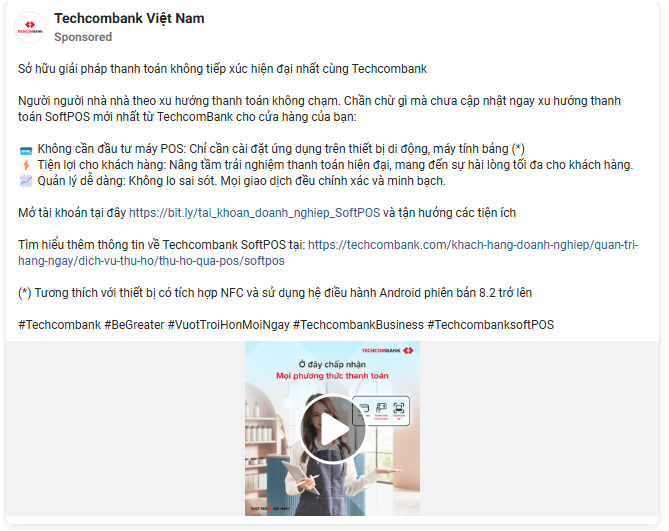 Techcombank Việt Nam
Sponsored
Sở hữu giải pháp thanh toán không tiếp xúc hiện đại nhất cùng Techcombank
Người người nhà nhà theo xu hướng thanh toán không chạm. Chần chừ gì mà chưa cập nhật ngay xu hướng thanh
toán SoftPOS mới nhất từ TechcomBank cho cửa hàng của bạn:
Không cần đầu tư máy POS: Chỉ cần cài đặt ứng dụng trên thiết bị di động, máy tính bảng (*)
Tiện lợi cho khách hàng: Nâng tầm trải nghiệm thanh toán hiện đại, mang đến sự hài lòng tối đa cho khách hàng.
Quản lý dễ dàng: Không lo sai sót. Mọi giao dịch đều chính xác và minh bạch.
Mở tài khoản tại đây https://bit.ly/tai_khoan_doanh_nghiep_SoftPOS và tận hưởng các tiện ích
Tìm hiểu thêm thông tin về Techcombank SoftPOS tại: https://techcombank.com/khach-hang-doanh-nghiep/quan-tri-
hang-ngay/dich-vu-thu-ho/thu-ho-qua-pos/softpos
(*) Tương thích với thiết bị có tích hợp NFC và sử dụng hệ điều hành Android phiên bản 8.2 trở lên
#Techcombank #BeGreater #VuotTroiHonMoiNgay #TechcombankBusiness #TechcombanksoftPOS
TECHCOMBANK
Ở đây chấp nhận
Mọi phương thức thanh toán